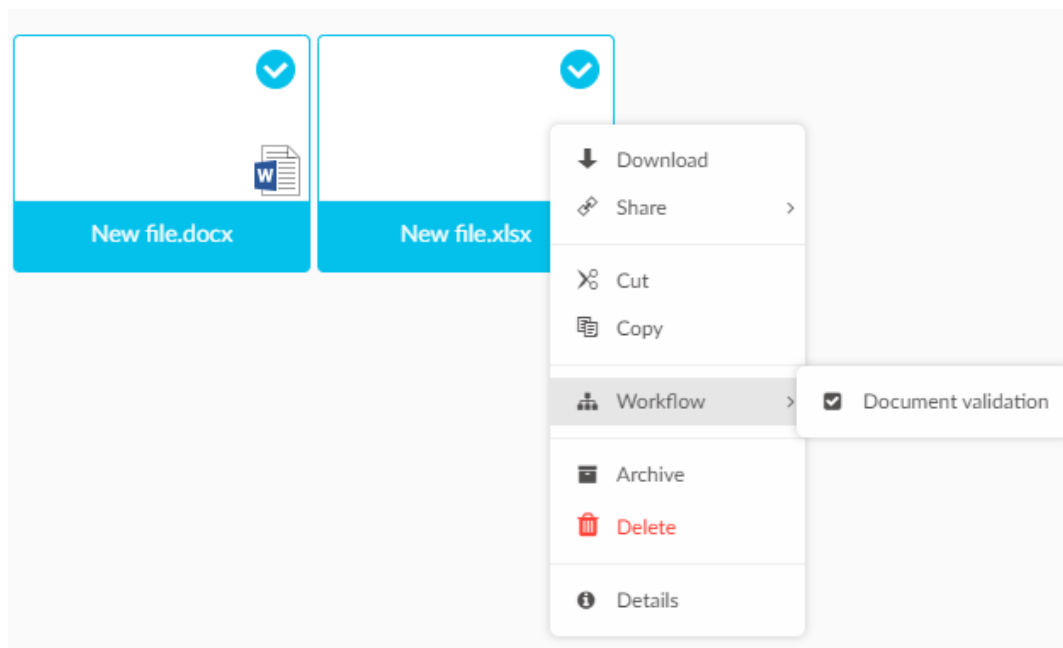 W
New file.docx
New file.xlsx
Download
Share
Cut
Copy
Workflow
Document validation
Archive
Delete
Details